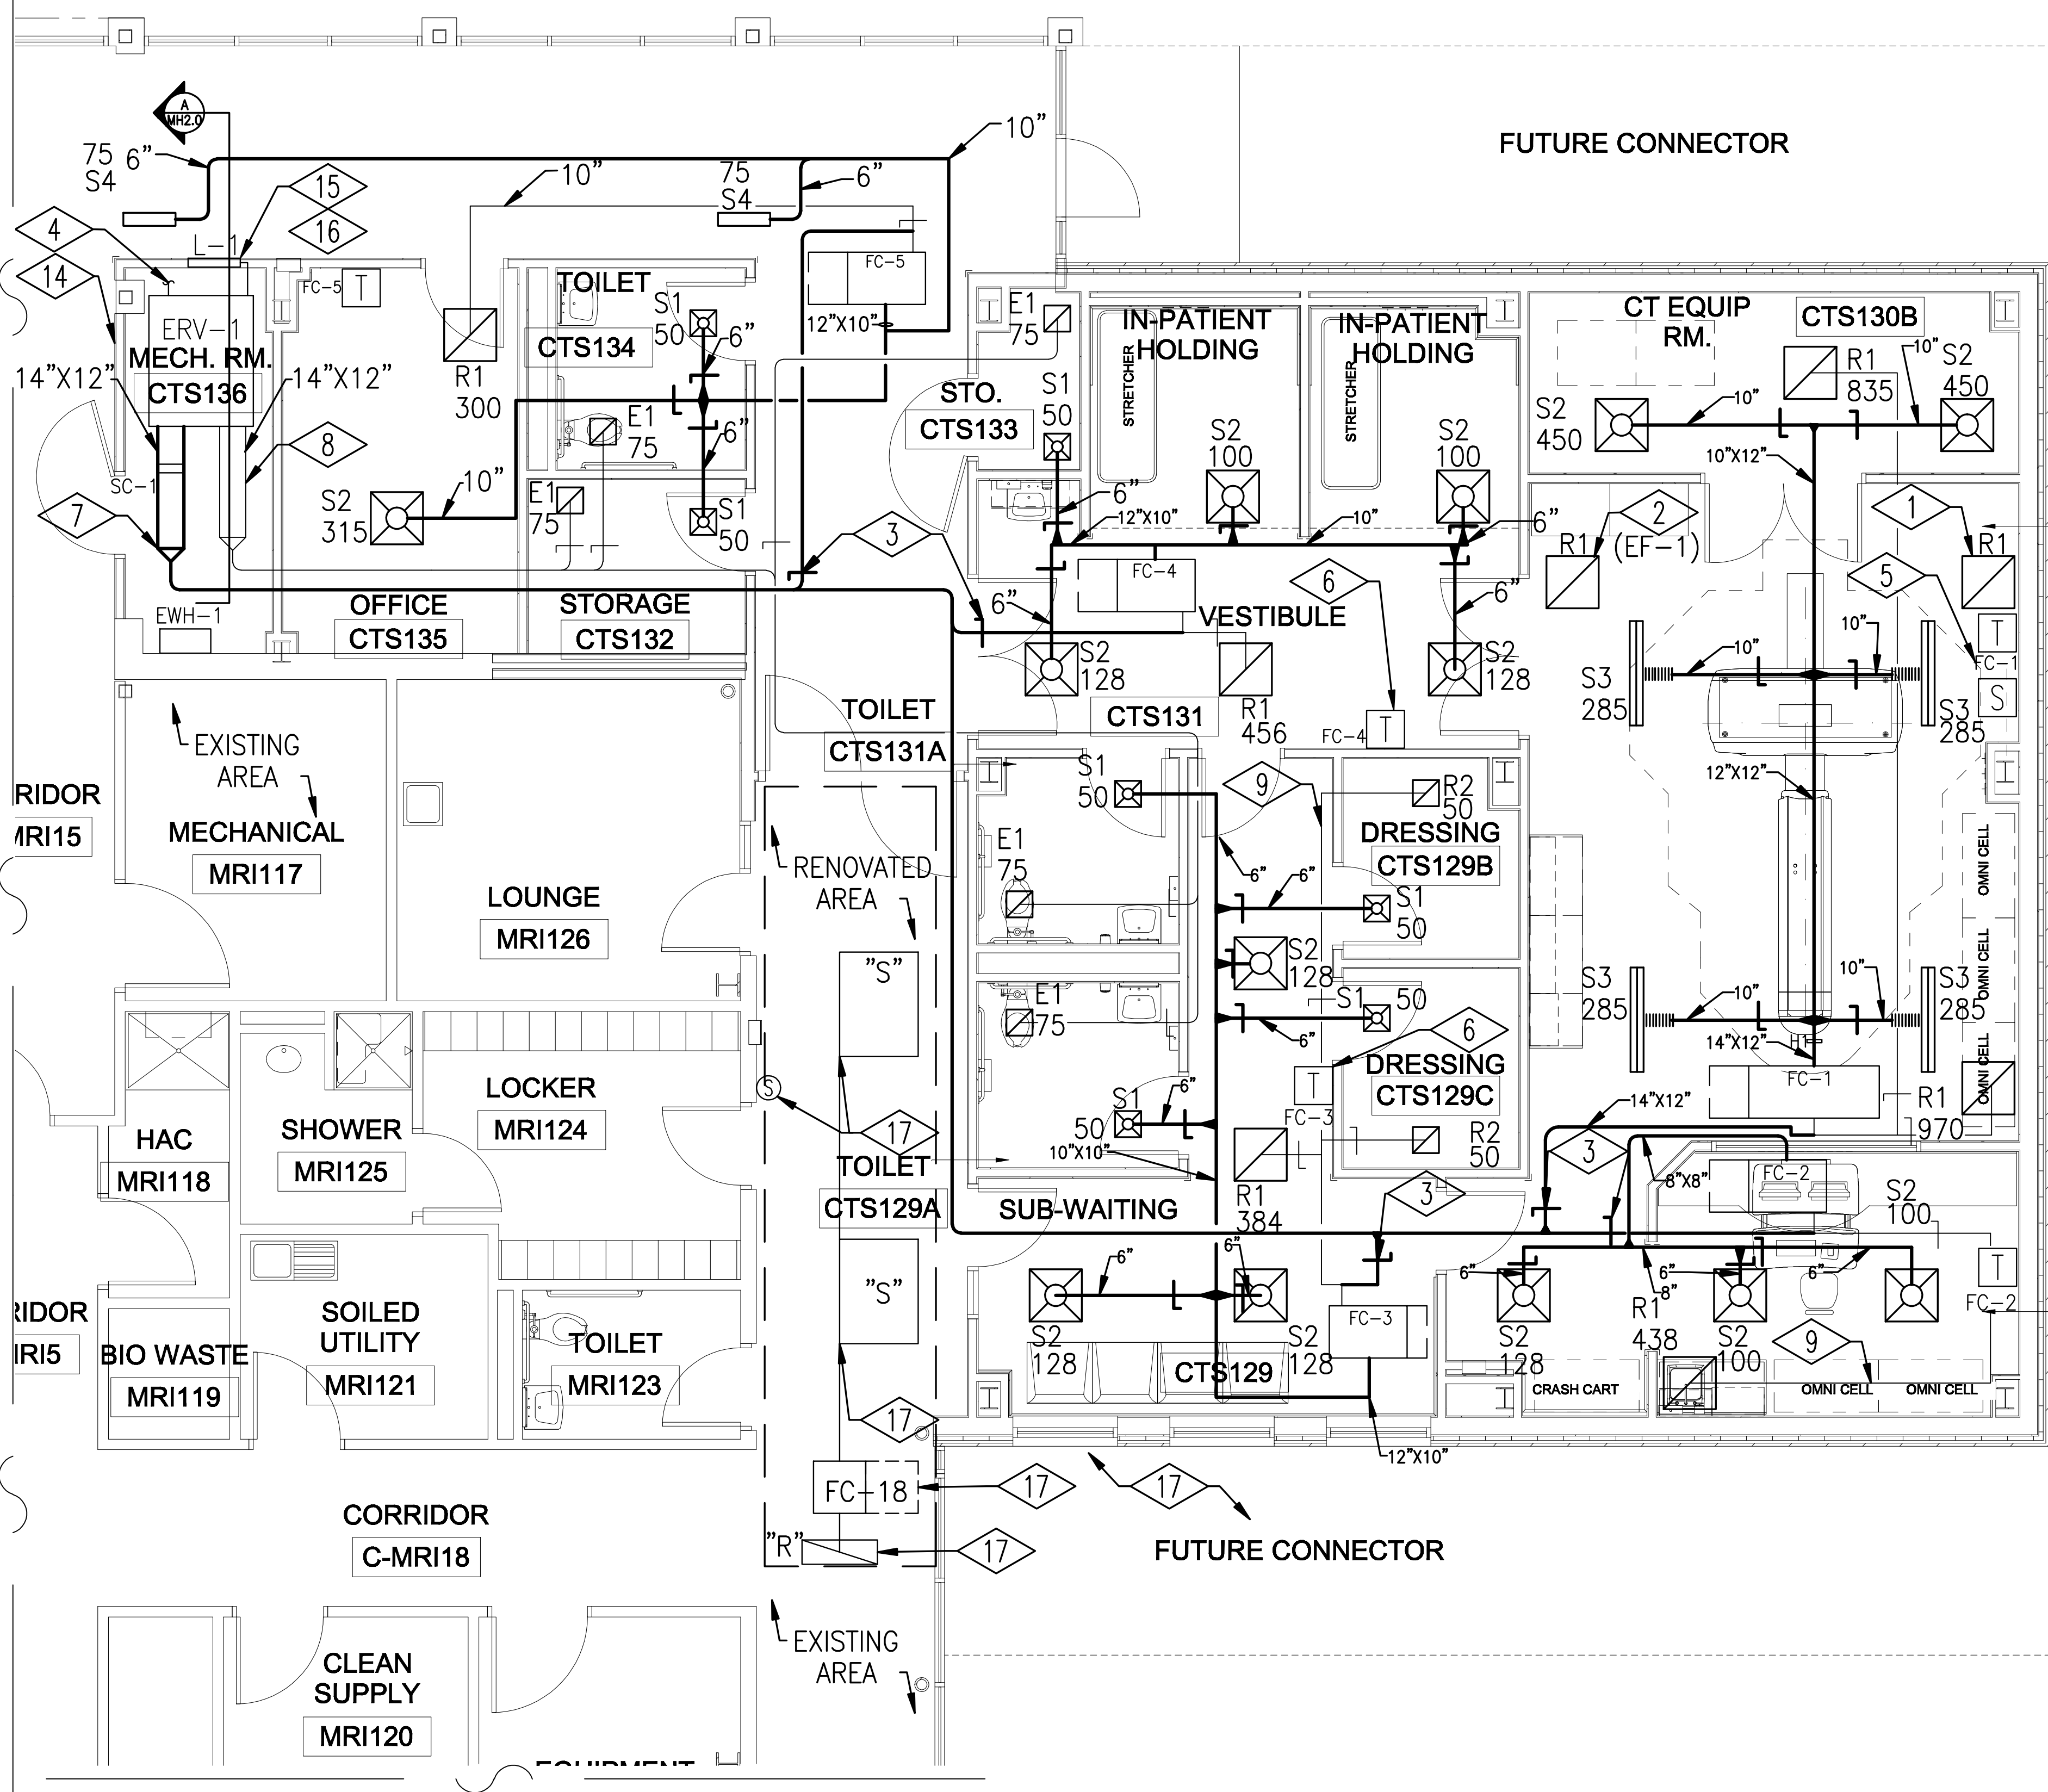 A
MH2.0
10"
FUTURE CONNECTOR
75
S4
6"
15
16
10"
75
S4
6"
4
14
L-1
FC-5
T
FC-5
12"X10"
ERV-1
MECH. RM.
CTS136
14"X12"
14"X12"
8
SC-1
7
EWH-1
R1
300
TOILET
CTS134
S1
50
6"
E1
75
6"
S2
315
10"
E1
75
S1
50
OFFICE
CTS135
STORAGE
CTS132
3
E1
75
S1
50
STO.
CTS133
6"
IN-PATIENT
HOLDING
STRETCHER
S2
100
IN-PATIENT
HOLDING
STRETCHER
S2
100
12"X10"
10"
6"
FC-4
6"
6"
6
VESTIBULE
CTS131
S2
128
S2
128
R1
456
FC-4
T
CT EQUIP
RM.
CTS130B
R1
835
10"
S2
450
S2
450
10"
10"X12"
2
(EF-1)
R1
1
R1
5
T
FC-1
S
S3
285
10"
10"
S3
285
12"X12"
EXISTING
AREA
RIDOR
MRI15
MECHANICAL
MRI117
LOUNGE
MRI126
RENOVATED
AREA
"S"
TOILET
CTS131A
S1
50
9
R2
50
DRESSING
CTS129B
E1
75
6"
6"
S1
50
S2
128
E1
75
S1
50
6"
6
DRESSING
CTS129C
T
FC-3
S1
50
6"
10"X10"
R1
384
R2
50
OMNI CELL
OMNI CELL
OMNI CELL
S3
285
10"
10"
S3
285
H1
14"X12"
FC-1
R1
970
14"X12"
3
8"X8"
FC-2
S2
100
HAC
MRI118
SHOWER
MRI125
LOCKER
MRI124
S
17
TOILET
CTS129A
SUB-WAITING
3
6"
6"
S2
128
S2
128
CTS129
FC-3
12"X10"
6"
8"
6"
6"
S2
128
R1
438
S2
100
T
FC-2
9
CRASH CART
OMNI CELL
OMNI CELL
RIDOR
MRI5
BIO WASTE
MRI119
SOILED
UTILITY
MRI121
TOILET
MRI123
"S"
17
FC-18
17
17
"R"
17
FUTURE CONNECTOR
CORRIDOR
C-MRI18
EXISTING
AREA
CLEAN
SUPPLY
MRI120
EQUIPMENT